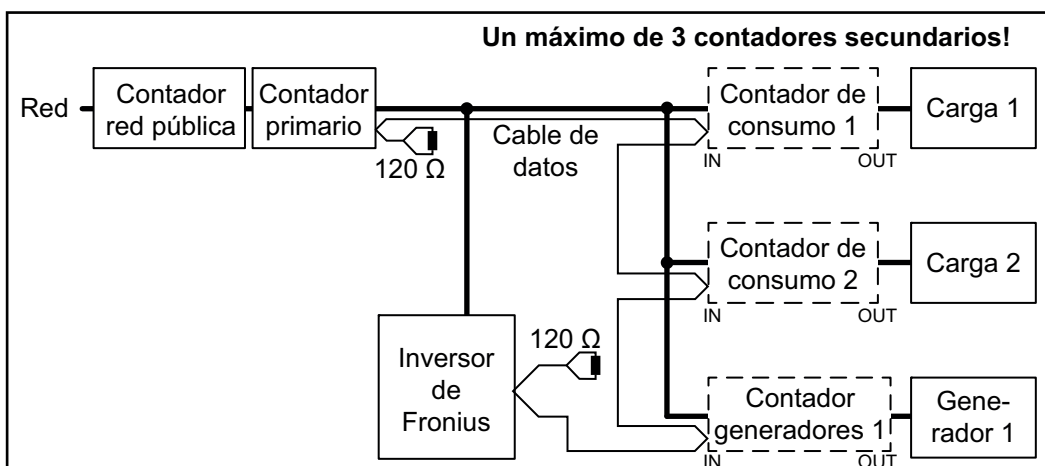 Un máximo de 3 contadores secundarios!
Red
Contador
red pública
Contador
primario
120 Ω
Cable de
datos
Contador de
consumo 1
IN
OUT
Carga 1
Contador de
consumo 2
IN
OUT
Carga 2
Inversor
de
Fronius
120 Ω
Contador
generadores 1
IN
OUT
Gene-
rador 1